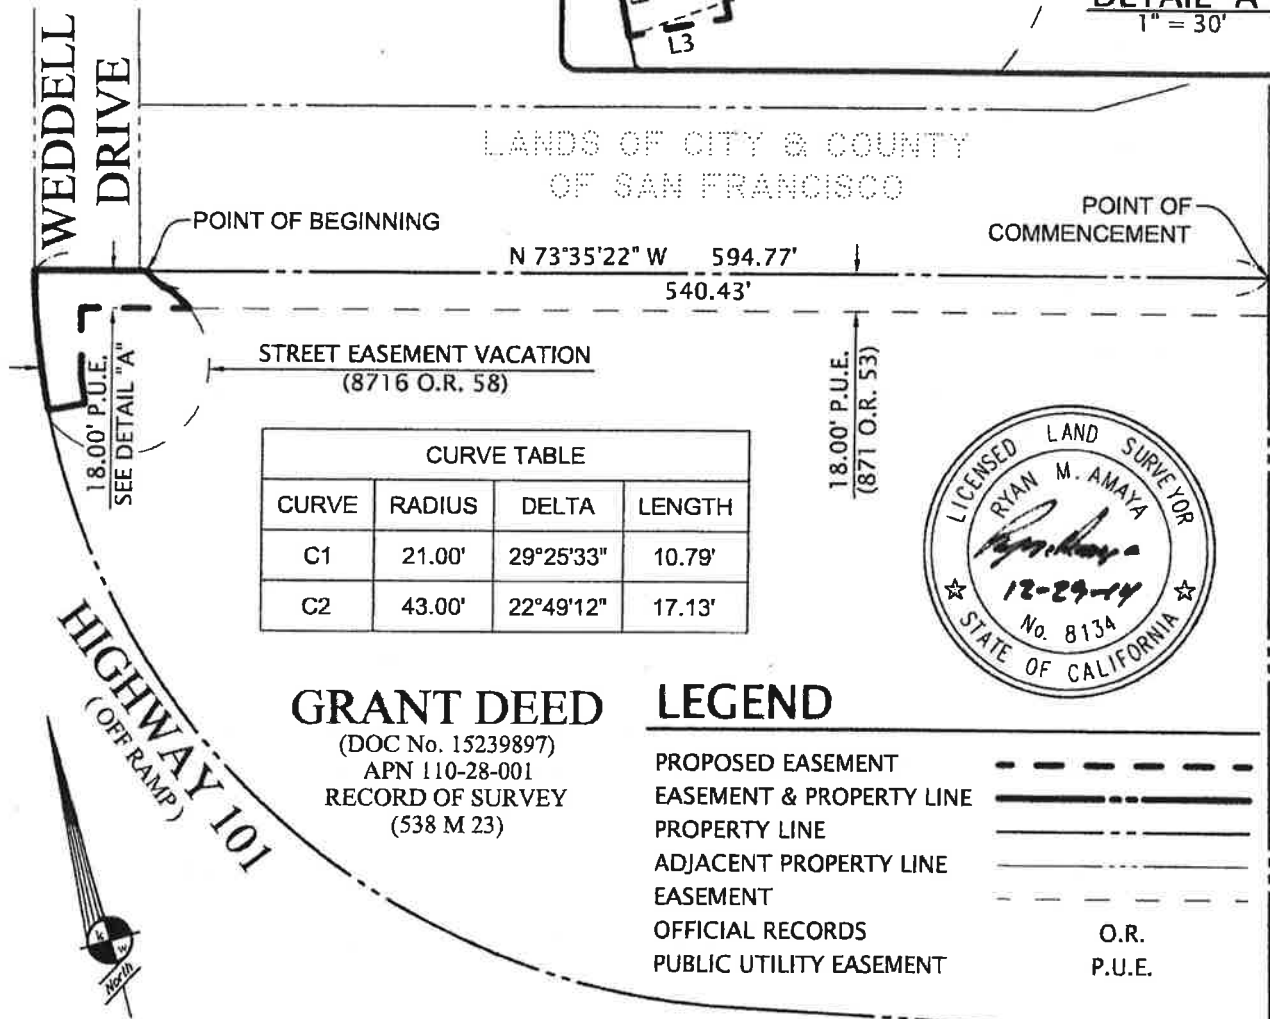 DETAIL "A"
1" = 30'
L3
WEDDELL
DRIVE
LANDS OF CITY & COUNTY
OF SAN FRANCISCO
POINT OF BEGINNING
POINT OF
COMMENCEMENT
N 73°35'22" W 594.77'
540.43'
STREET EASEMENT VACATION
(8716 O.R. 58)
18.00' P.U.E.
SEE DETAIL "A"
18.00' P.U.E.
(871 O.R. 53)
CURVE TABLE
CURVE RADIUS DELTA LENGTH
C1 21.00' 29°25'33" 10.79'
C2 43.00' 22°49'12" 17.13'
LICENSED LAND SURVEYOR
RYAN M. AMAYA
12-29-14
No. 8134
STATE OF CALIFORNIA
HIGHWAY 101
(OFF RAMP)
GRANT DEED
(DOC No. 15239897)
APN 110-28-001
RECORD OF SURVEY
(538 M 23)
LEGEND
PROPOSED EASEMENT
EASEMENT & PROPERTY LINE
PROPERTY LINE
ADJACENT PROPERTY LINE
EASEMENT
OFFICIAL RECORDS O.R.
PUBLIC UTILITY EASEMENT P.U.E.
k
w
North